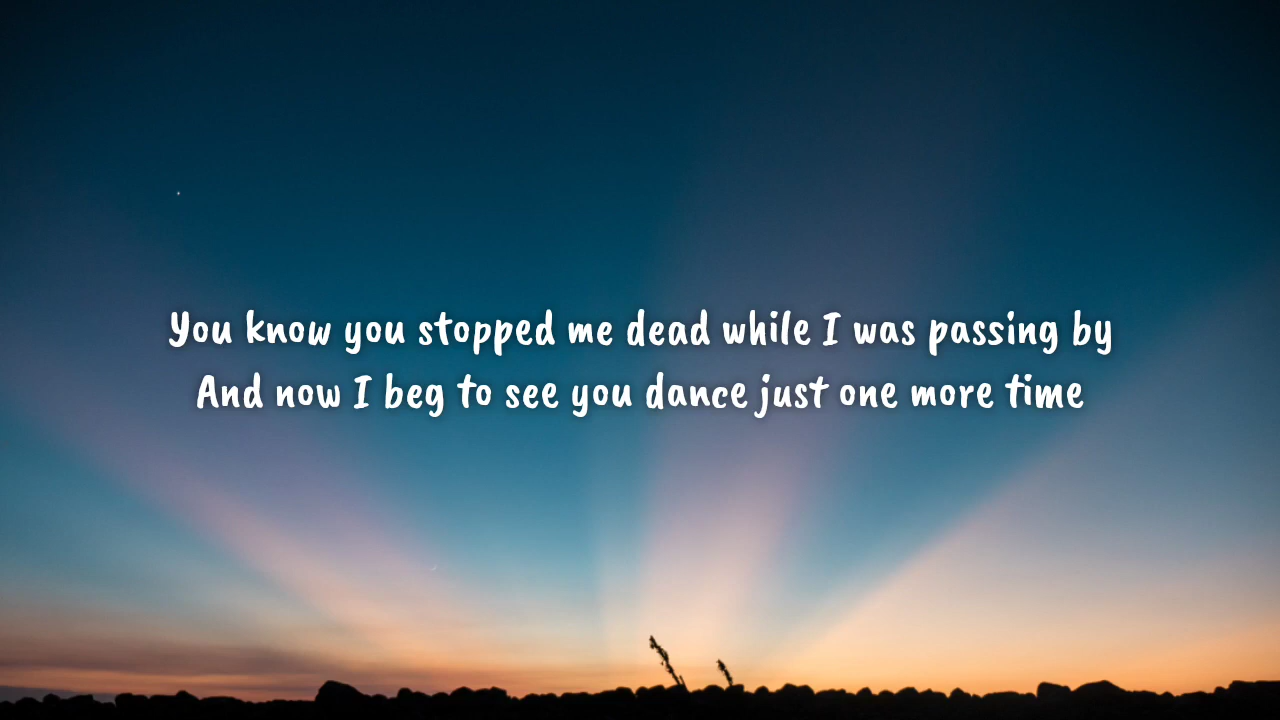 You know you stopped me dead while I was passing by
And now I beg to see you dance just one more time